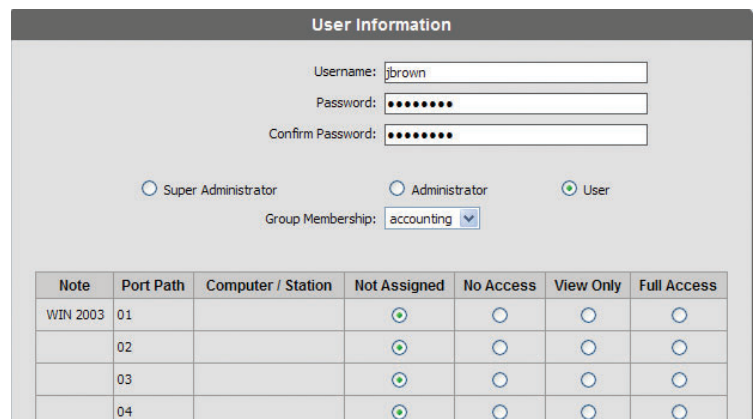 User Information
Username: jbrown
Password: ●●●●●●●●
Confirm Password: ●●●●●●●●
Super Administrator Administrator User
Group Membership: accounting
Note Port Path Computer / Station Not Assigned No Access View Only Full Access
WIN 2003 01
02
03
04